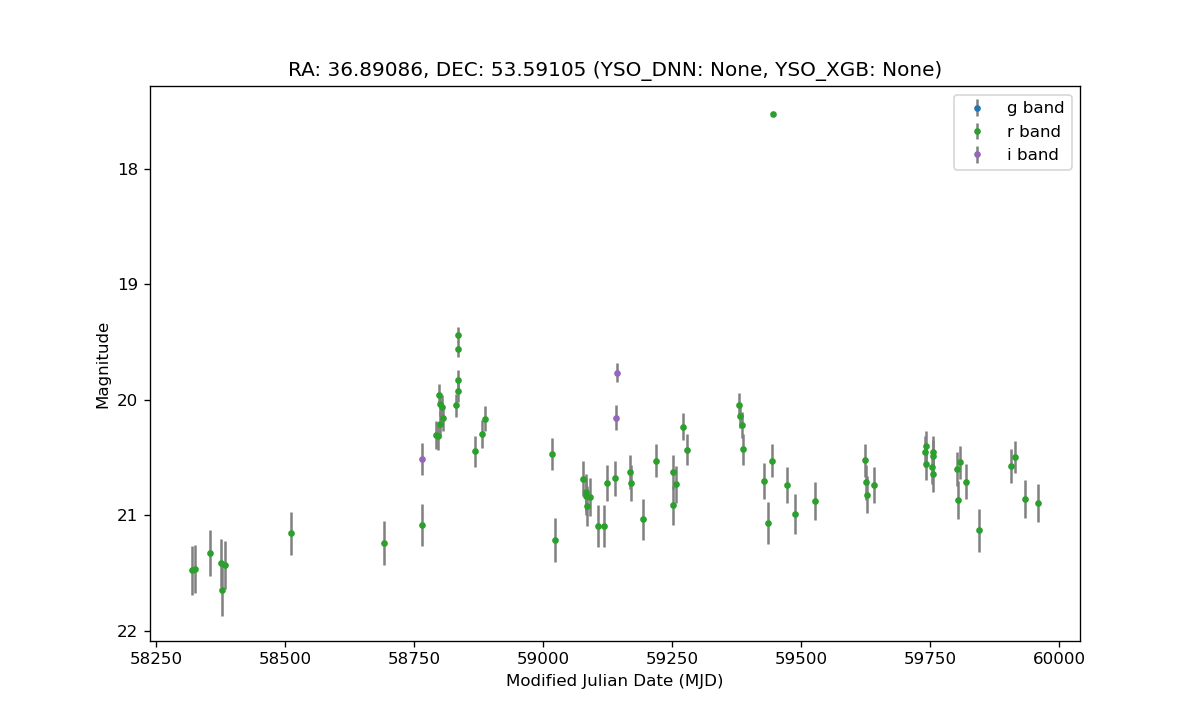 RA: 36.89086, DEC: 53.59105 (YSO_DNN: None, YSO_XGB: None)
g band
r band
i band
18
19
20
21
22
Magnitude
58250 58500 58750 59000 59250 59500 59750 60000
Modified Julian Date (MJD)